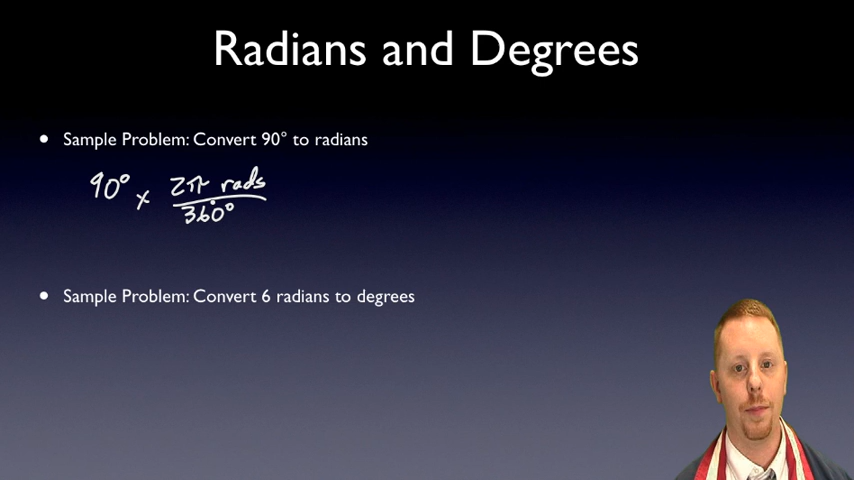 Radians and Degrees
• Sample Problem: Convert 90° to radians
90° x 2π rads
360°
• Sample Problem: Convert 6 radians to degrees